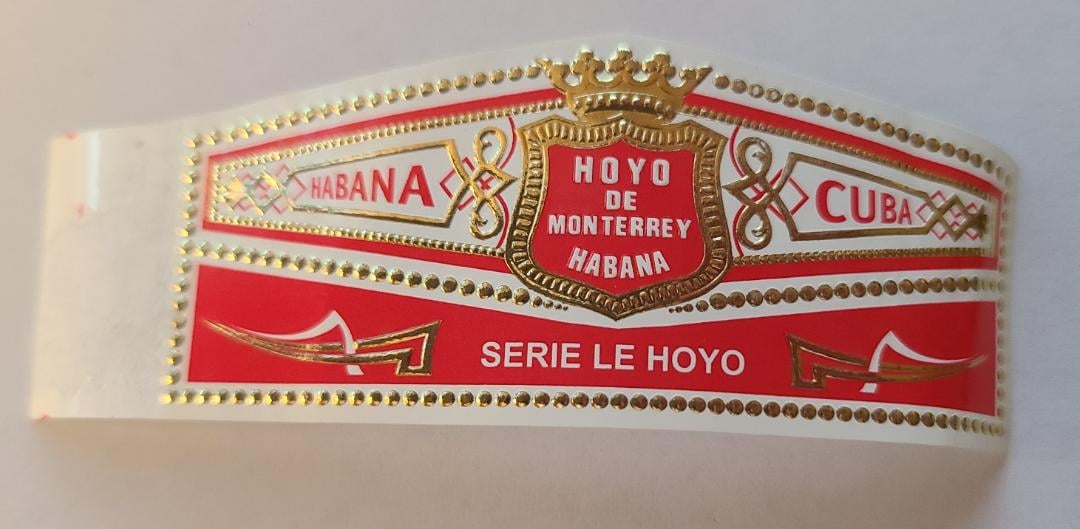 HABANA
HOYO
DE
MONTERREY
HABANA
CUBA
SERIE LE HOYO